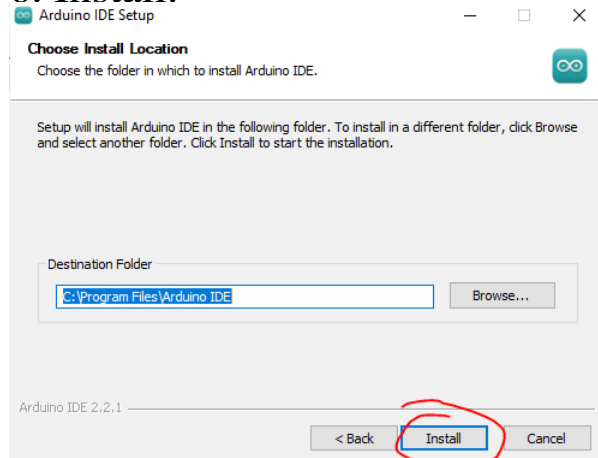 Install.
Arduino IDE Setup
Choose Install Location
Choose the folder in which to install Arduino IDE.
Setup will install Arduino IDE in the following folder. To install in a different folder, click Browse
and select another folder. Click Install to start the installation.
Destination Folder
C:\Program Files\Arduino IDE
Browse...
Arduino IDE 2.2.1
< Back
Install
Cancel